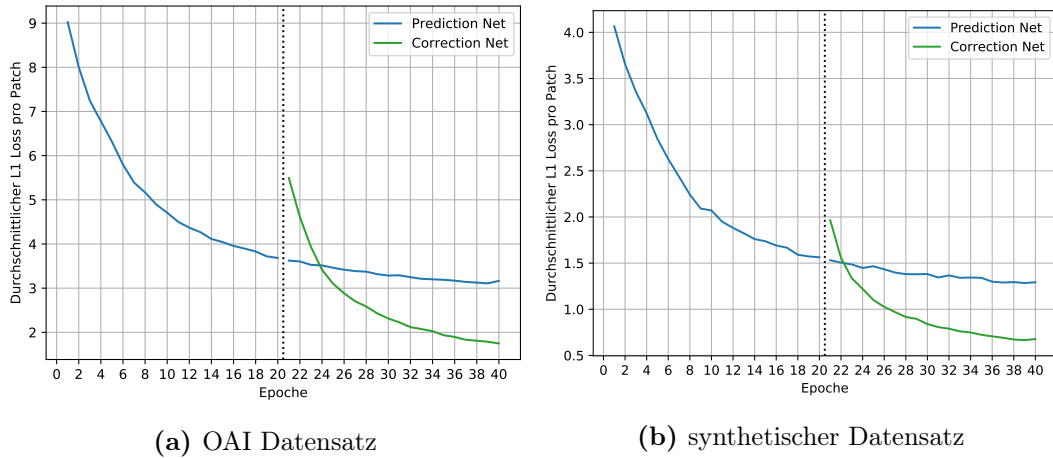 Durchschnittlicher L1 Loss pro Patch
9
8
7
6
5
4
3
2
Prediction Net
Correction Net
0 2 4 6 8 10 12 14 16 18 20 22 24 26 28 30 32 34 36 38 40
Epoche
(a) OAI Datensatz
Durchschnittlicher L1 Loss pro Patch
4.0
3.5
3.0
2.5
2.0
1.5
1.0
0.5
Prediction Net
Correction Net
0 2 4 6 8 10 12 14 16 18 20 22 24 26 28 30 32 34 36 38 40
Epoche
(b) synthetischer Datensatz